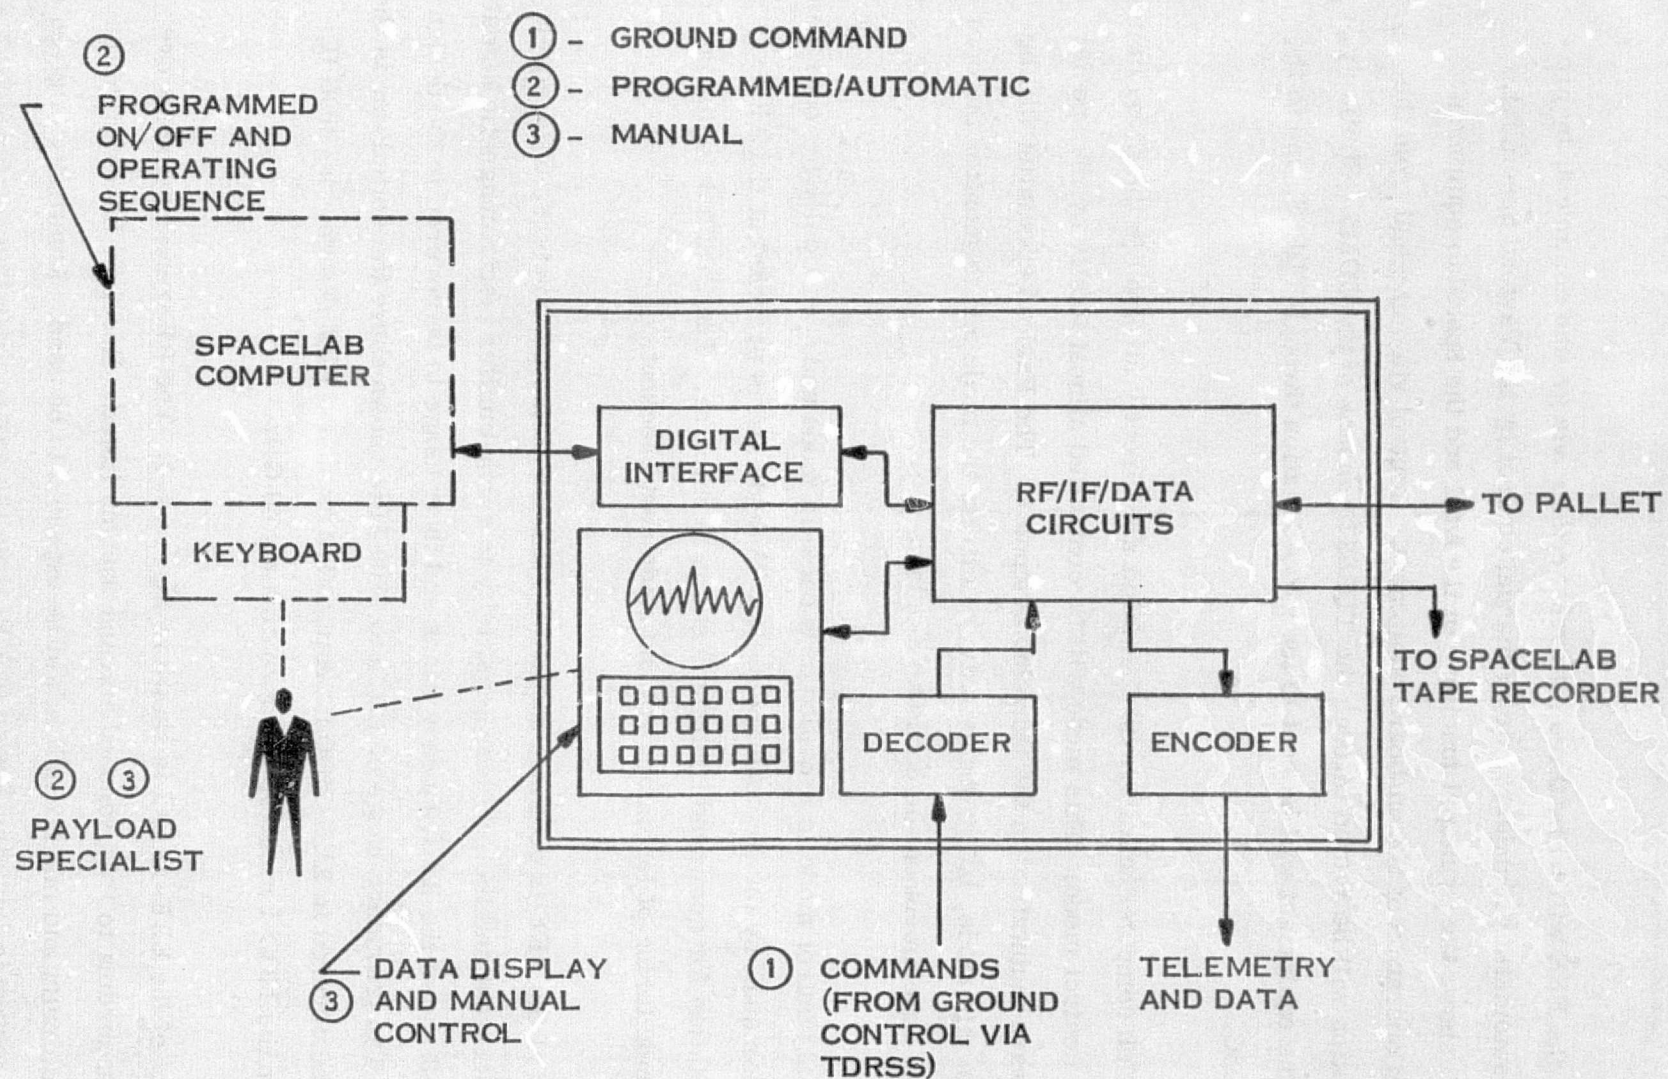 ① - GROUND COMMAND
② - PROGRAMMED/AUTOMATIC
③ - MANUAL
②
PROGRAMMED
ON/OFF AND
OPERATING
SEQUENCE
SPACELAB
COMPUTER
KEYBOARD
DIGITAL
INTERFACE
RF/IF/DATA
CIRCUITS
TO PALLET
TO SPACELAB
TAPE RECORDER
DECODER
ENCODER
② ③
PAYLOAD
SPECIALIST
DATA DISPLAY
③ AND MANUAL
CONTROL
① COMMANDS
(FROM GROUND
CONTROL VIA
TDRSS)
TELEMETRY
AND DATA